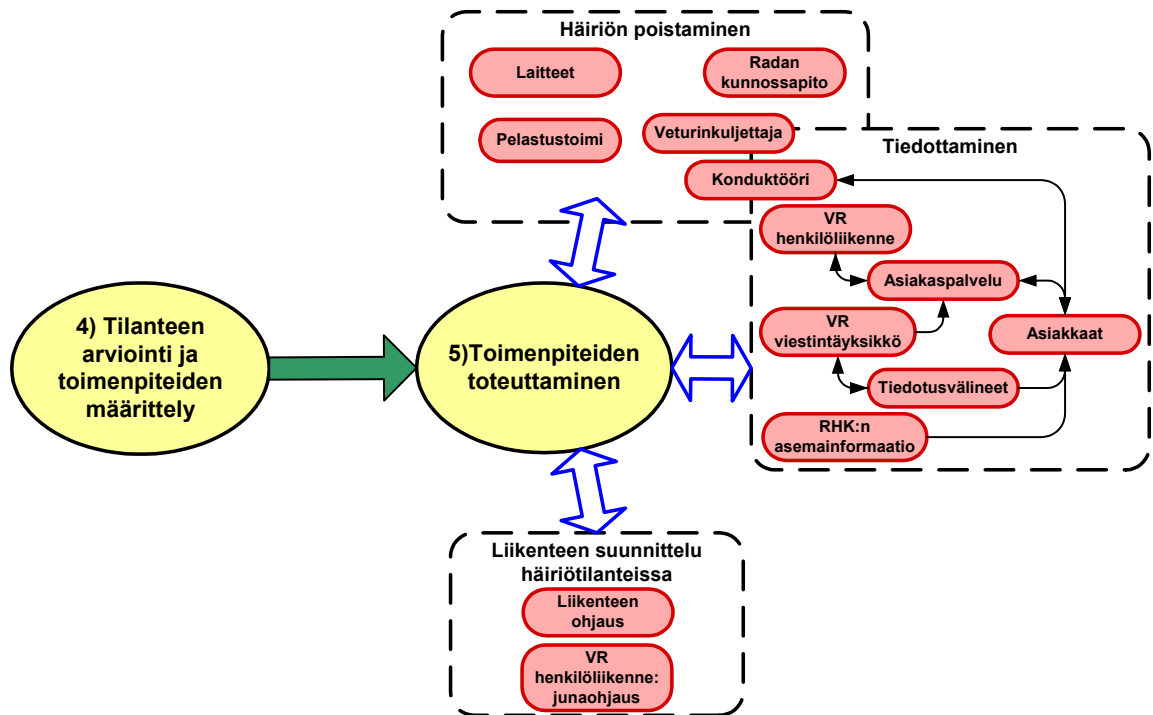 Häiriön poistaminen
Laitteet
Radan
kunnossapito
Pelastustoimi
Veturinkuljettaja
Tiedottaminen
Konduktööri
VR
henkilöliikenne
Asiakaspalvelu
VR
viestintäyksikkö
Asiakkaat
Tiedotusvälineet
RHK:n
asemainformaatio
4) Tilanteen
arviointi ja
toimenpiteiden
määrittely
5)Toimenpiteiden
toteuttaminen
Liikenteen suunnittelu
häiriötilanteissa
Liikenteen
ohjaus
VR
henkilöliikenne:
junaohjaus